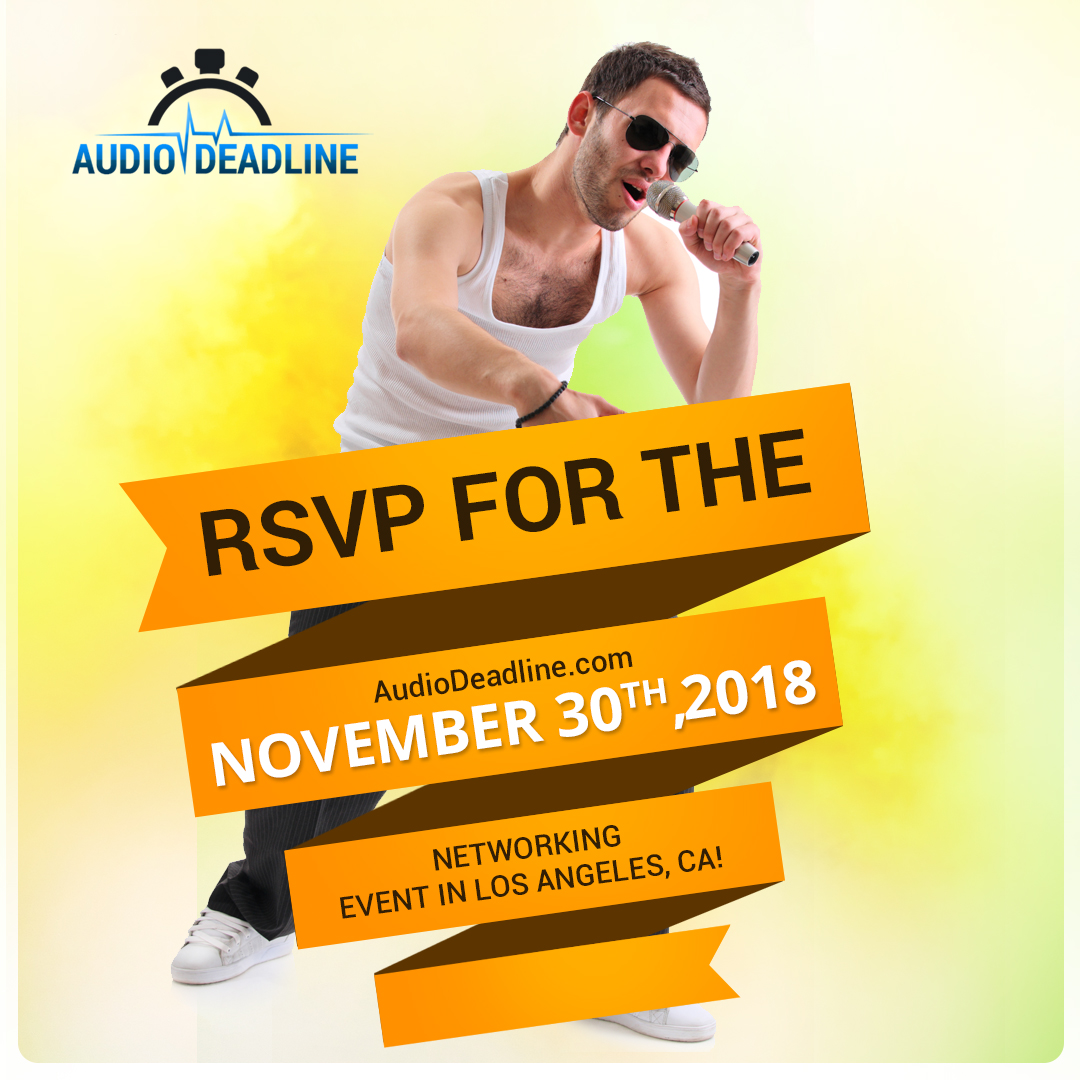 AUDIO DEADLINE
RSVP FOR THE
AudioDeadline.com
NOVEMBER 30TH ,2018
NETWORKING
EVENT IN LOS ANGELES, CA!